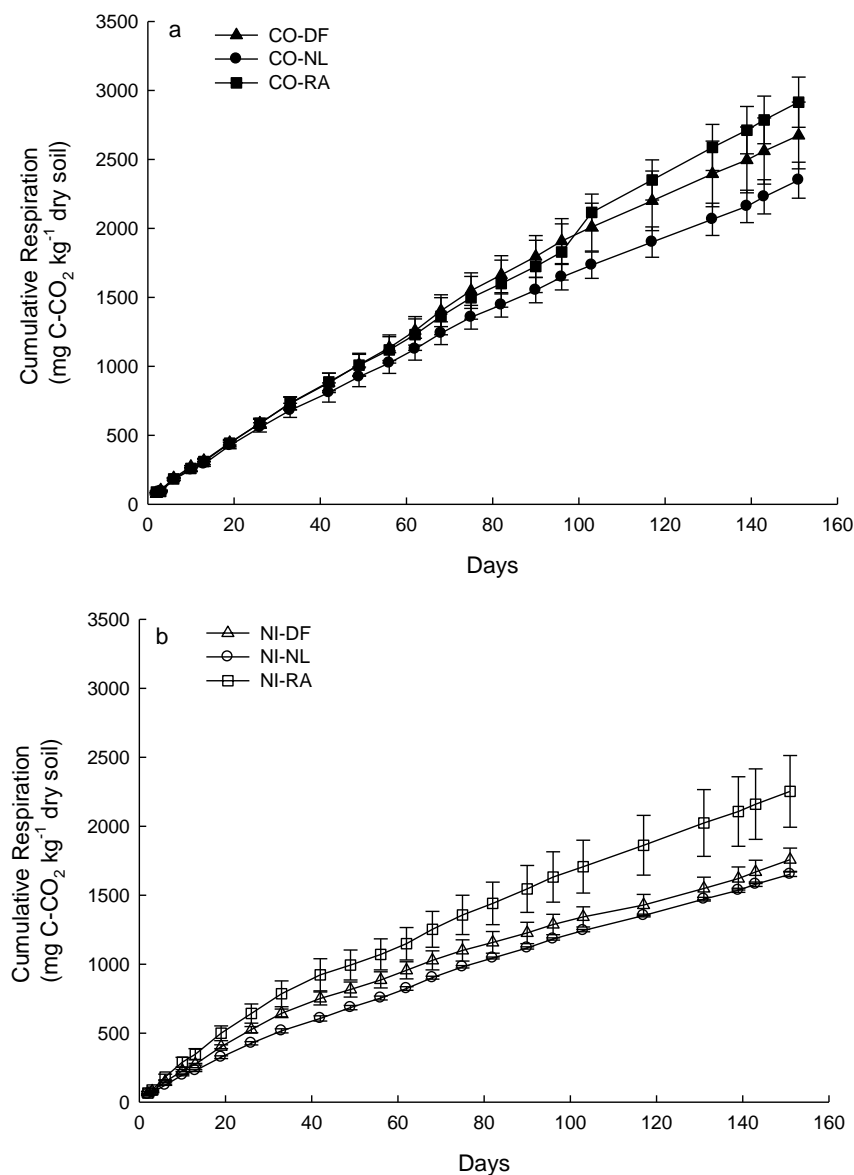 a
CO-DF
CO-NL
CO-RA
Cumulative Respiration
(mg C-CO₂ kg⁻¹ dry soil)
3500
3000
2500
2000
1500
1000
500
0
0 20 40 60 80 100 120 140 160
Days
b
NI-DF
NI-NL
NI-RA
Cumulative Respiration
(mg C-CO₂ kg⁻¹ dry soil)
3500
3000
2500
2000
1500
1000
500
0
0 20 40 60 80 100 120 140 160
Days